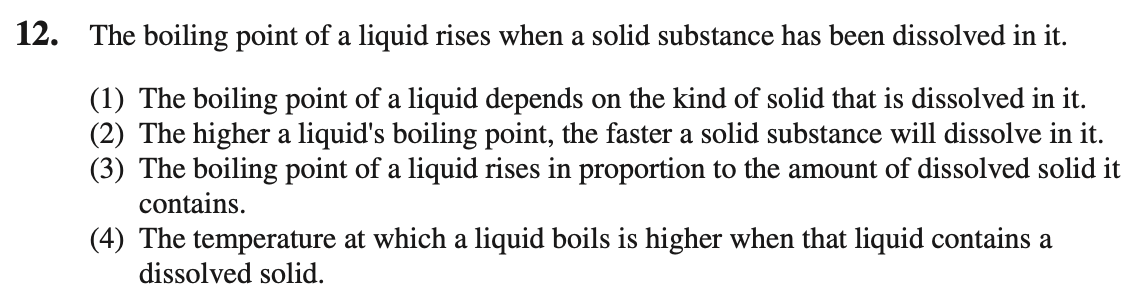 12. The boiling point of a liquid rises when a solid substance has been dissolved in it.
(1) The boiling point of a liquid depends on the kind of solid that is dissolved in it.
(2) The higher a liquid's boiling point, the faster a solid substance will dissolve in it.
(3) The boiling point of a liquid rises in proportion to the amount of dissolved solid it
contains.
(4) The temperature at which a liquid boils is higher when that liquid contains a
dissolved solid.